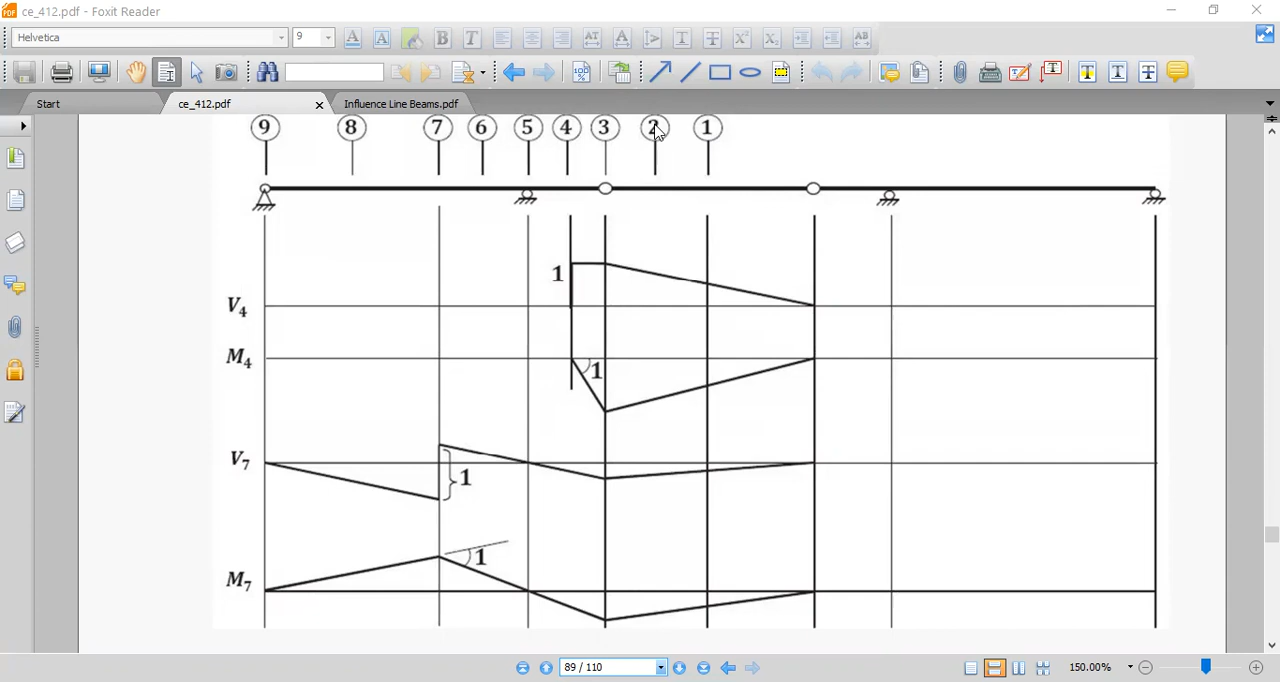 ce_412.pdf - Foxit Reader
Helvetica 9
Start ce_412.pdf Influence Line Beams.pdf
9 8 7 6 5 4 3 2 1
1
V4
M4
1
V7
1
1
M7
89 / 110 150.00%